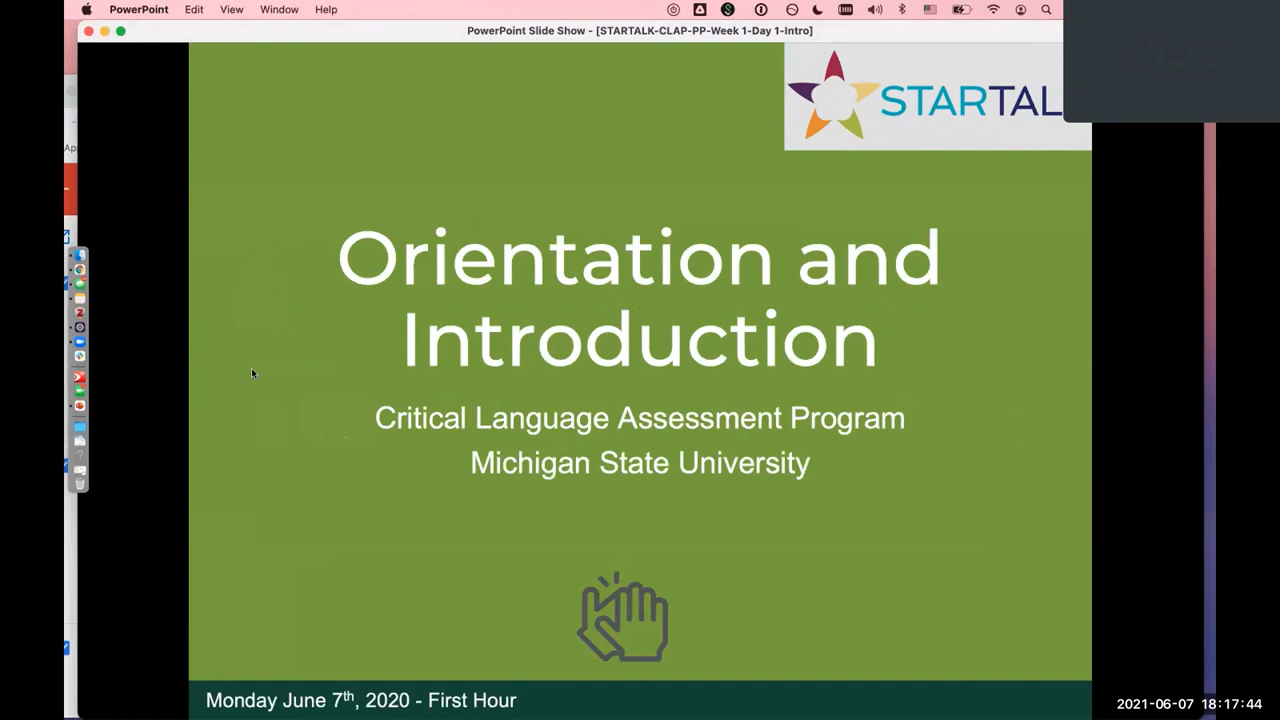 PowerPoint Edit View Window Help
PowerPoint Slide Show - [STARTALK-CLAP-PP-Week 1-Day 1-Intro]
ABC
STARTAL
Orientation and
Introduction
Critical Language Assessment Program
Michigan State University
Monday June 7th, 2020 - First Hour
2021-06-07 18:17:44